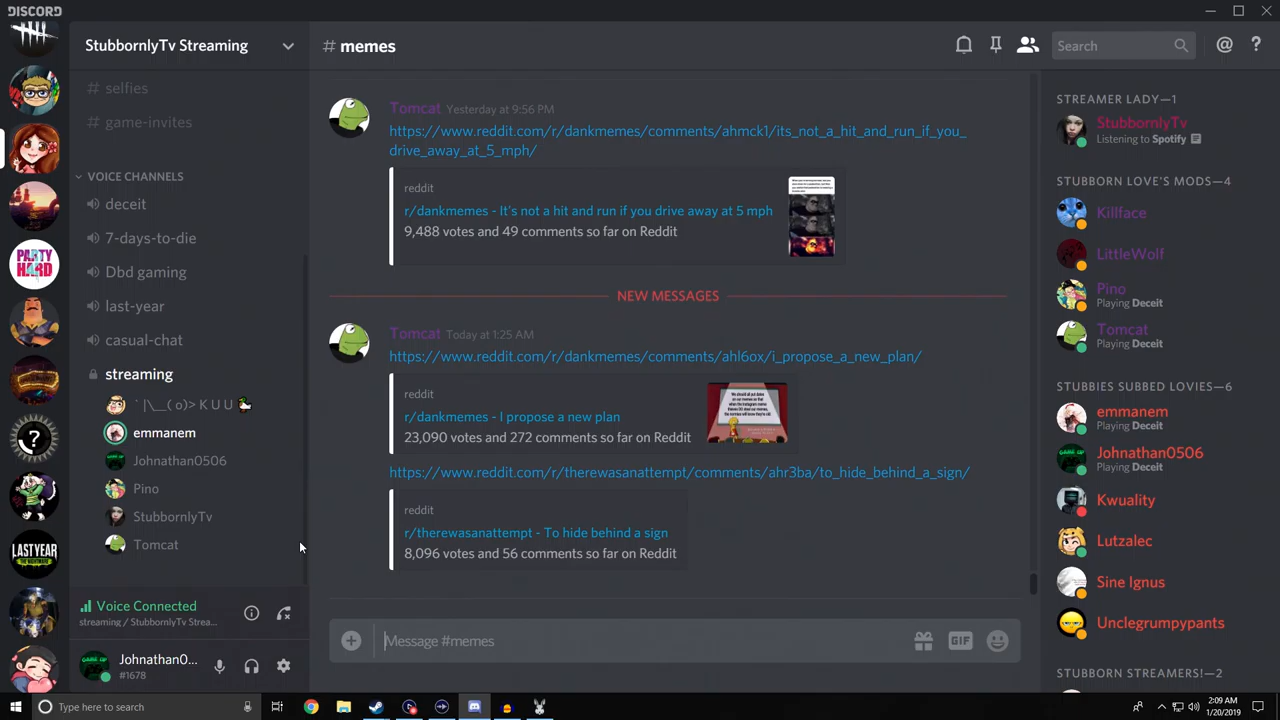 DISCORD
StubbornlyTv Streaming
# memes
Search
# selfies
# game-invites
VOICE CHANNELS
deceit
7-days-to-die
Dbd gaming
last-year
casual-chat
streaming
` |\__( o)> K U U
emmanem
Johnathan0506
Pino
StubbornlyTv
Tomcat
Voice Connected
streaming / StubbornlyTv Strea...
Johnathan0...
#1678
Tomcat Yesterday at 9:56 PM
https://www.reddit.com/r/dankmemes/comments/ahmck1/its_not_a_hit_and_run_if_you_
drive_away_at_5_mph/
reddit
r/dankmemes - It's not a hit and run if you drive away at 5 mph
9,488 votes and 49 comments so far on Reddit
NEW MESSAGES
Tomcat Today at 1:25 AM
https://www.reddit.com/r/dankmemes/comments/ahl6ox/i_propose_a_new_plan/
reddit
r/dankmemes - I propose a new plan
23,090 votes and 272 comments so far on Reddit
https://www.reddit.com/r/therewasanattempt/comments/ahr3ba/to_hide_behind_a_sign/
reddit
r/therewasanattempt - To hide behind a sign
8,096 votes and 56 comments so far on Reddit
Message #memes
GIF
STREAMER LADY—1
StubbornlyTv
Listening to Spotify
STUBBORN LOVE'S MODS—4
Killface
LittleWolf
Pino
Playing Deceit
Tomcat
Playing Deceit
STUBBIES SUBBED LOVIES—6
emmanem
Playing Deceit
Johnathan0506
Playing Deceit
Kwuality
Lutzalec
Sine Ignus
Unclegrumpypants
STUBBORN STREAMERS!—2
PARTY
HARD
LAST YEAR
Type here to search
2:09 AM
1/20/2019